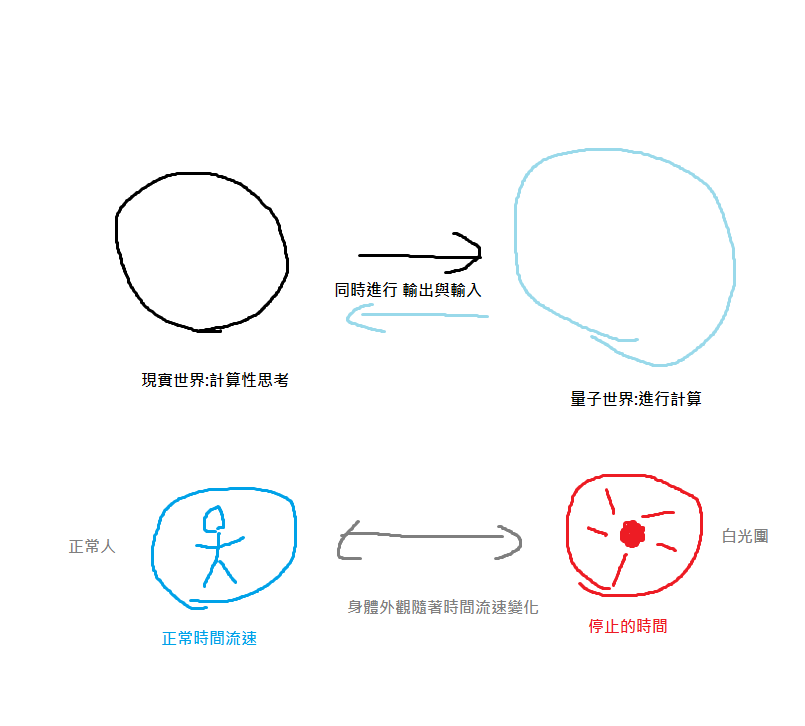 同時進行 輸出與輸入
現實世界:計算性思考
量子世界:進行計算
正常人
白光團
身體外觀隨著時間流速變化
正常時間流速
停止的時間